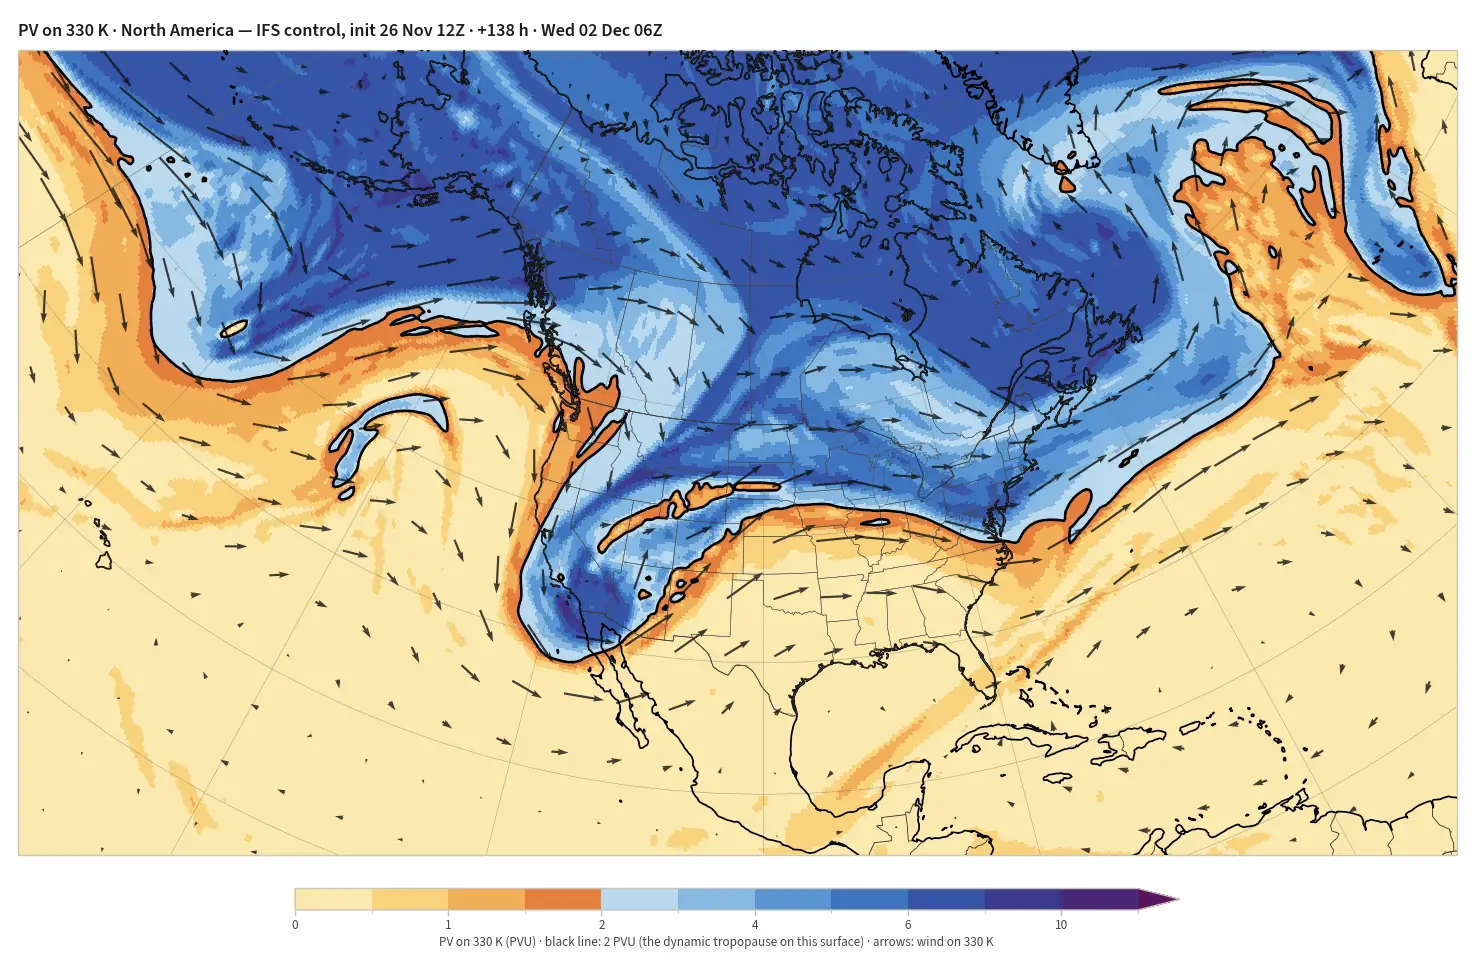 PV on 330 K · North America — IFS control, init 26 Nov 12Z · +138 h · Wed 02 Dec 06Z
0 1 2 4 6 10
PV on 330 K (PVU) · black line: 2 PVU (the dynamic tropopause on this surface) · arrows: wind on 330 K